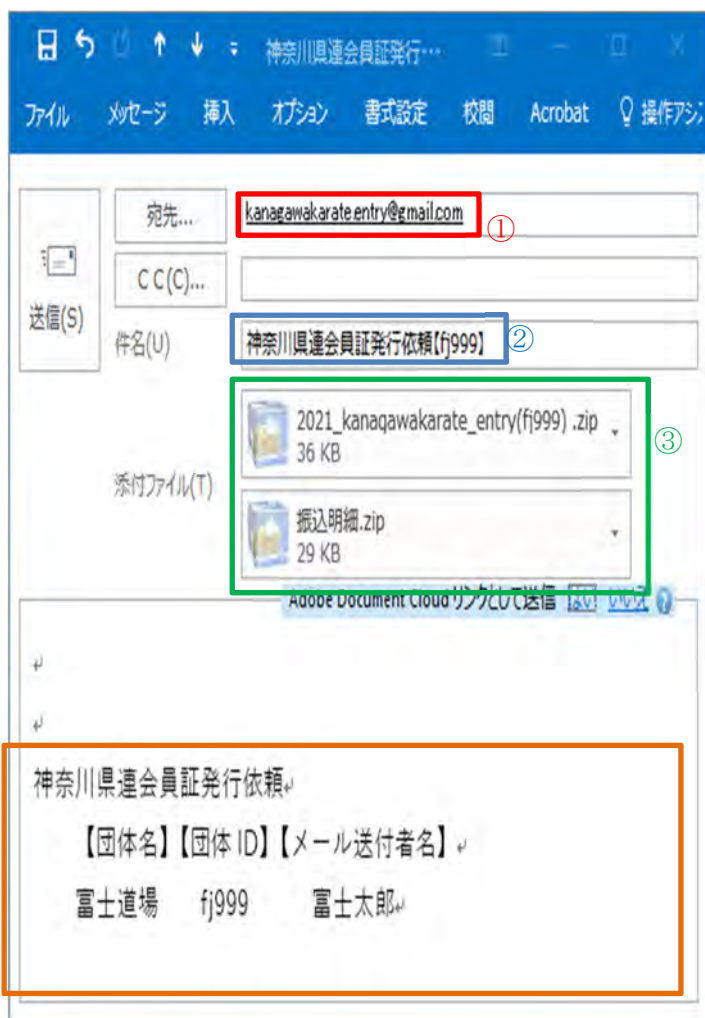 神奈川県連会員証発行…
ファイル メッセージ 挿入 オプション 書式設定 校閲 Acrobat 操作アシス
宛先... kanagawakarate.entry@gmail.com ①
CC(C)...
送信(S)
件名(U) 神奈川県連会員証発行依頼【fj999】 ②
2021_kanagawakarate_entry(fj999) .zip
36 KB
③
添付ファイル(T)
振込明細.zip
29 KB
Adobe Document Cloud リンクとして送信 はい いいえ ?
神奈川県連会員証発行依頼
【団体名】【団体 ID】【メール送付者名】
富士道場 fj999 富士太郎